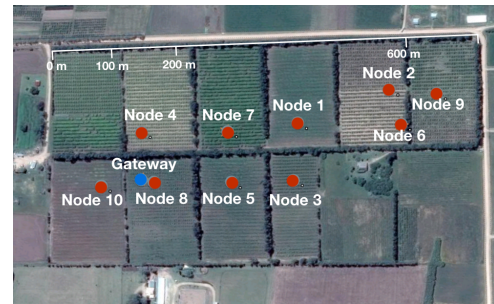 0 m 100 m 200 m 600 m
Node 2
Node 4 Node 7 Node 1 Node 9
Node 6
Gateway
Node 10 Node 8 Node 5 Node 3